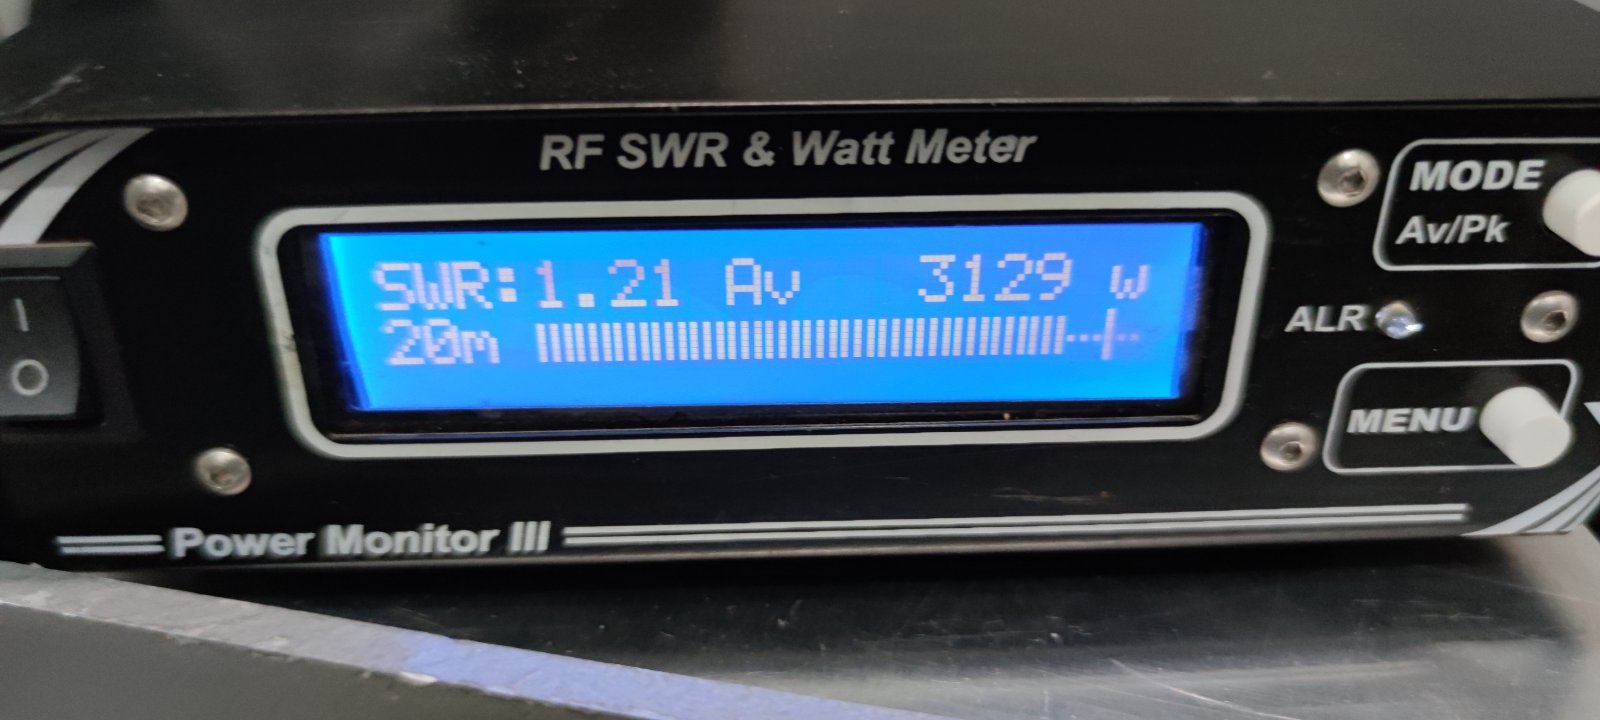 RF SWR & Watt Meter
MODE
Av/Pk
SWR:1.21 Av 3129 w
20m
ALR
MENU
I
O
Power Monitor III